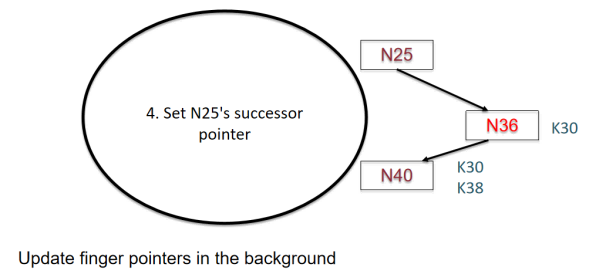 N25
4. Set N25's successor
pointer
N36
K30
N40
K30
K38
Update finger pointers in the background